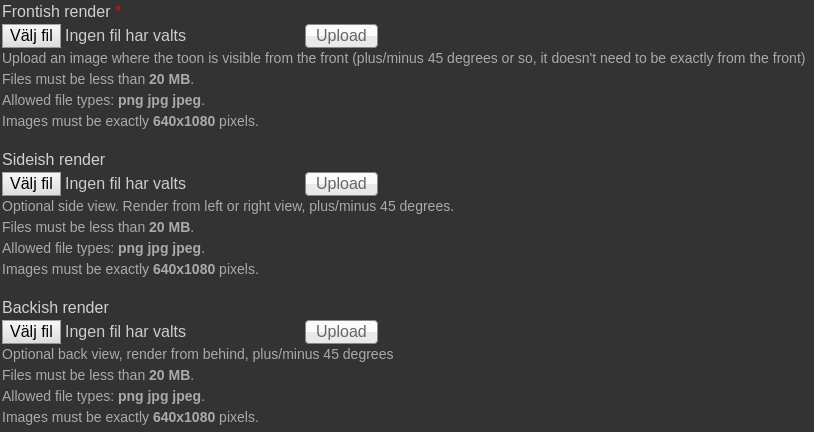 Frontish render *
Välj fil Ingen fil har valts Upload
Upload an image where the toon is visible from the front (plus/minus 45 degrees or so, it doesn't need to be exactly from the front)
Files must be less than 20 MB.
Allowed file types: png jpg jpeg.
Images must be exactly 640x1080 pixels.
Sideish render
Välj fil Ingen fil har valts Upload
Optional side view. Render from left or right view, plus/minus 45 degrees.
Files must be less than 20 MB.
Allowed file types: png jpg jpeg.
Images must be exactly 640x1080 pixels.
Backish render
Välj fil Ingen fil har valts Upload
Optional back view, render from behind, plus/minus 45 degrees
Files must be less than 20 MB.
Allowed file types: png jpg jpeg.
Images must be exactly 640x1080 pixels.